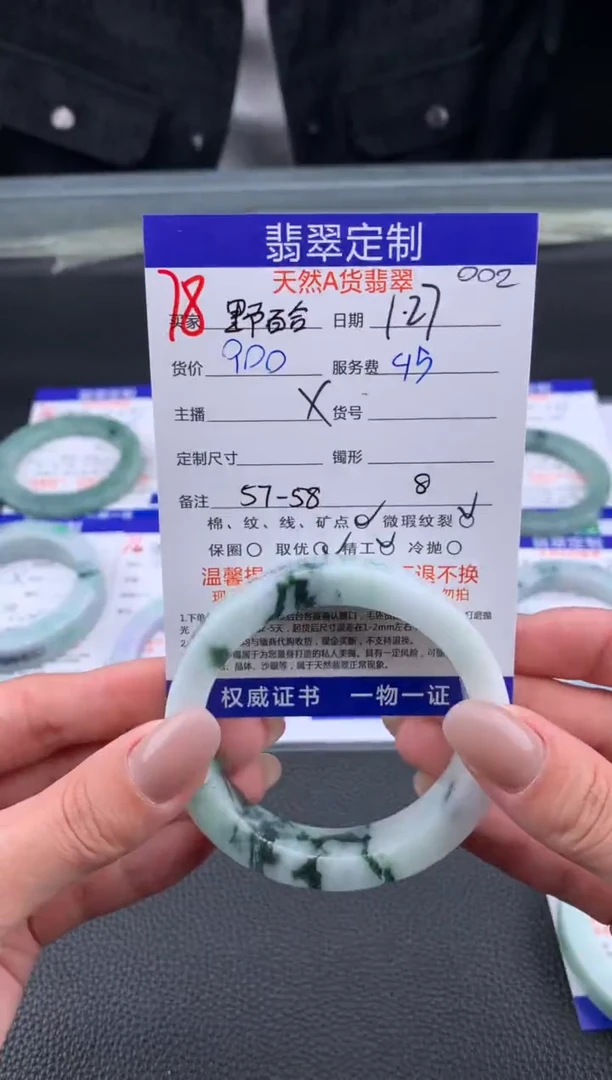 翡翠定制
天然A货翡翠 002
78
买家 野百合 日期 1.27
货价 900 服务费 45
主播 X 货号
定制尺寸 镯形
备注 57-58 8
棉、纹、线、矿点 微瑕纹裂
保圈 取优 精工 冷抛
温馨 退不换
现 勿拍
权威证书 一物一证